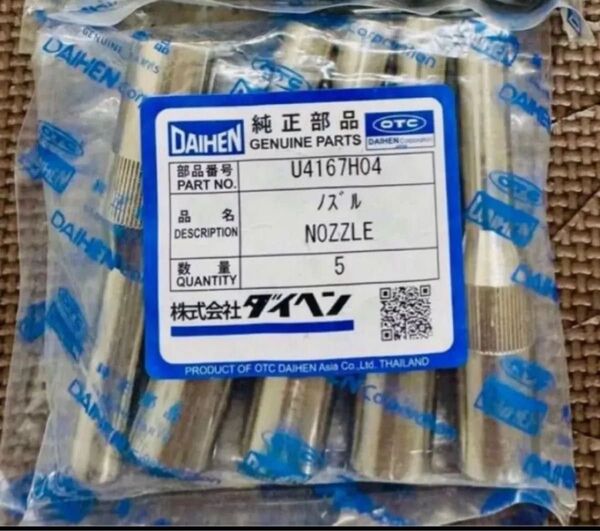 DAIHEN
純正部品
GENUINE PARTS
OTC
DAIHEN Corporation
部品番号
PART NO.
U4167H04
品名
DESCRIPTION
ノズル
NOZZLE
数量
QUANTITY
5
株式会社ダイヘン
PRODUCT OF OTC DAIHEN Asia Co.,Ltd. THAILAND